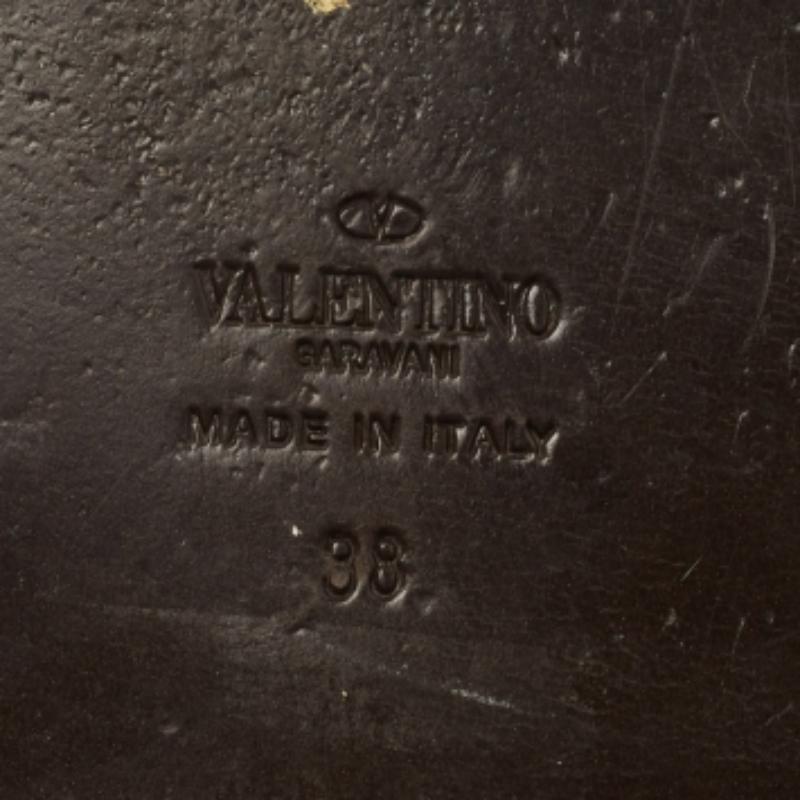 V
VALENTINO
GARAVANI
MADE IN ITALY
38